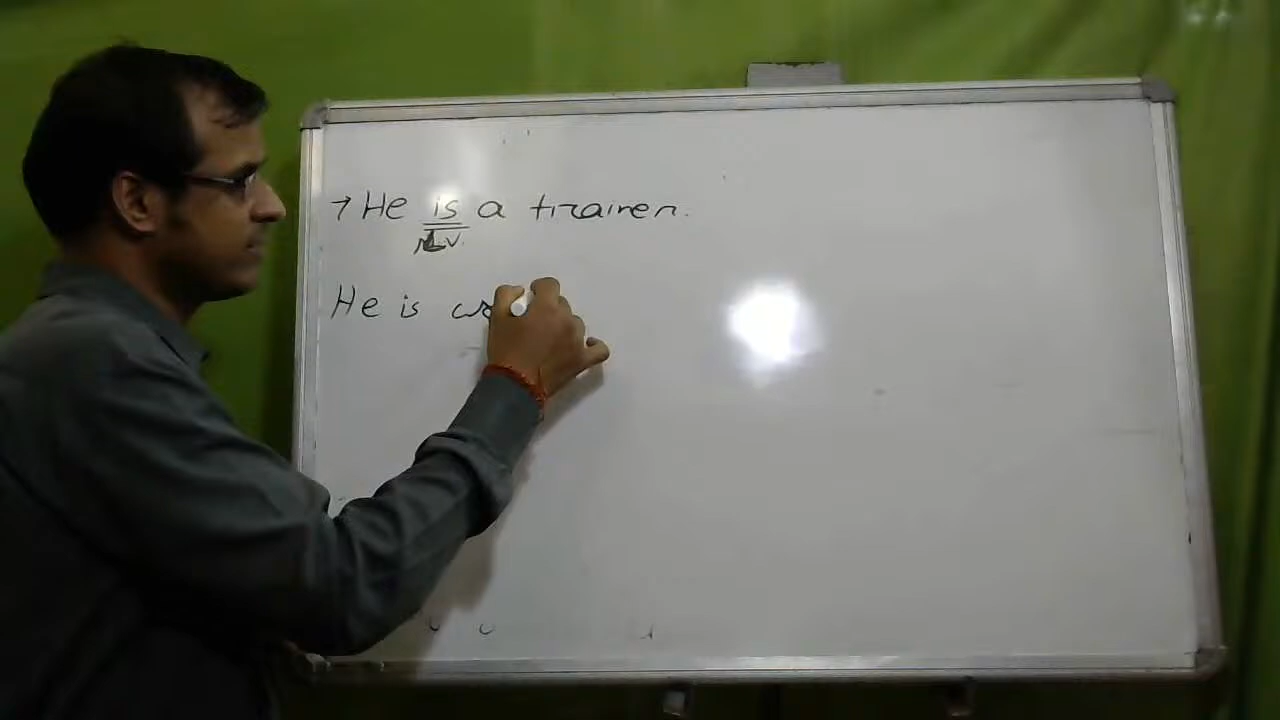 → He is a trainer.
L.V.
He is